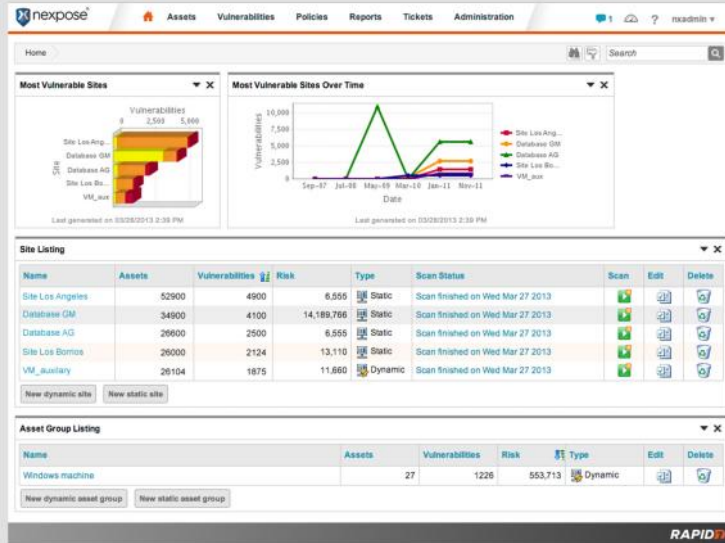 nexpose®
Assets Vulnerabilities Policies Reports Tickets Administration
1 ? nxadmin
Home
Search
Most Vulnerable Sites
Vulnerabilities
0 2,500 5,000
Site
Site Los Ang...
Database GM
Database AG
Site Los Bo...
VM_aux
Last generated on 03/28/2013 2:39 PM
Most Vulnerable Sites Over Time
Vulnerabilities
10,000
7,500
5,000
2,500
0
Sep-07 Jul-08 May-09 Mar-10 Jan-11 Nov-11
Date
Site Los Ang...
Database GM
Database AG
Site Los Bo...
VM_aux
Last generated on 03/28/2013 2:39 PM
Site Listing
Name Assets Vulnerabilities Risk Type Scan Status Scan Edit Delete
Site Los Angeles 52900 4900 6,555 Static Scan finished on Wed Mar 27 2013
Database GM 34900 4100 14,189,766 Static Scan finished on Wed Mar 27 2013
Database AG 26600 2500 6,555 Static Scan finished on Wed Mar 27 2013
Site Los Borrios 26000 2124 13,110 Static Scan finished on Wed Mar 27 2013
VM_auxilary 26104 1875 11,660 Dynamic Scan finished on Wed Mar 27 2013
New dynamic site New static site
Asset Group Listing
Name Assets Vulnerabilities Risk Type Edit Delete
Windows machine 27 1226 553,713 Dynamic
New dynamic asset group New static asset group
RAPID7